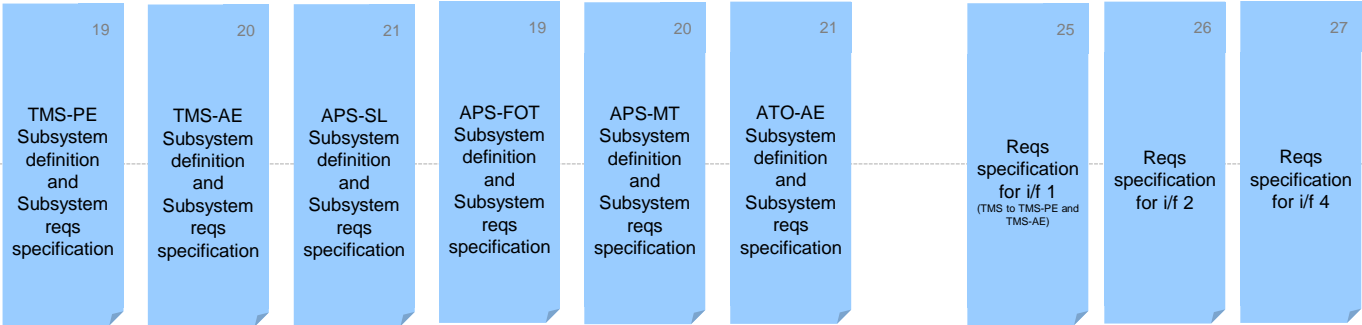 19
TMS-PE
Subsystem
definition
and
Subsystem
reqs
specification
20
TMS-AE
Subsystem
definition
and
Subsystem
reqs
specification
21
APS-SL
Subsystem
definition
and
Subsystem
reqs
specification
19
APS-FOT
Subsystem
definition
and
Subsystem
reqs
specification
20
APS-MT
Subsystem
definition
and
Subsystem
reqs
specification
21
ATO-AE
Subsystem
definition
and
Subsystem
reqs
specification
25
Reqs
specification
for i/f 1
(TMS to TMS-PE and
TMS-AE)
26
Reqs
specification
for i/f 2
27
Reqs
specification
for i/f 4